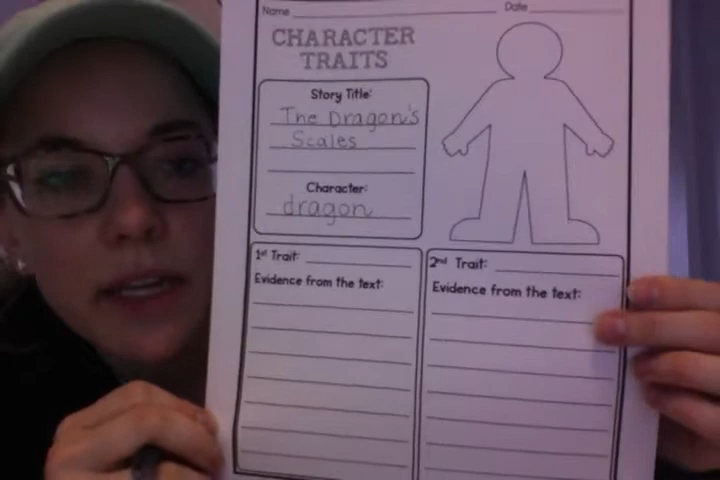 Name Date
CHARACTER
TRAITS
Story Title:
The Dragon's
Scales
Character:
dragon
1st Trait:
Evidence from the text:
2nd Trait:
Evidence from the text: